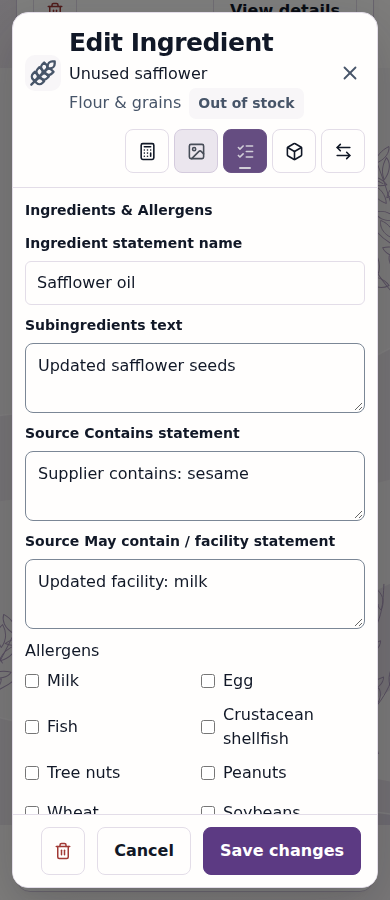 View details
Edit Ingredient
Unused safflower
Flour & grains Out of stock
Ingredients & Allergens
Ingredient statement name
Safflower oil
Subingredients text
Updated safflower seeds
Source Contains statement
Supplier contains: sesame
Source May contain / facility statement
Updated facility: milk
Allergens
Milk Egg
Fish Crustacean shellfish
Tree nuts Peanuts
Wheat Soybeans
Cancel Save changes